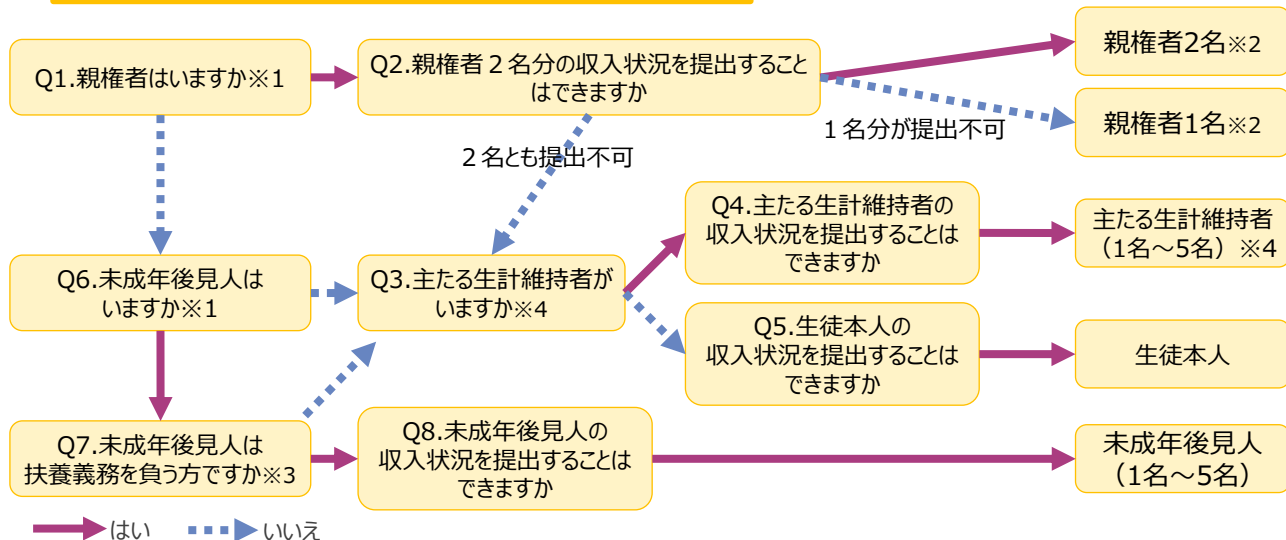 Q1.親権者はいますか※1
Q2.親権者２名分の収入状況を提出すること
はできますか
親権者2名※2
親権者1名※2
１名分が提出不可
２名とも提出不可
Q4.主たる生計維持者の
収入状況を提出することは
できますか
主たる生計維持者
（1名～5名）※4
Q6.未成年後見人は
いますか※1
Q3.主たる生計維持者が
いますか※4
Q5.生徒本人の
収入状況を提出することは
できますか
生徒本人
Q7.未成年後見人は
扶養義務を負う方ですか※3
Q8.未成年後見人の
収入状況を提出することは
できますか
未成年後見人
（1名～5名）
はい
いいえ